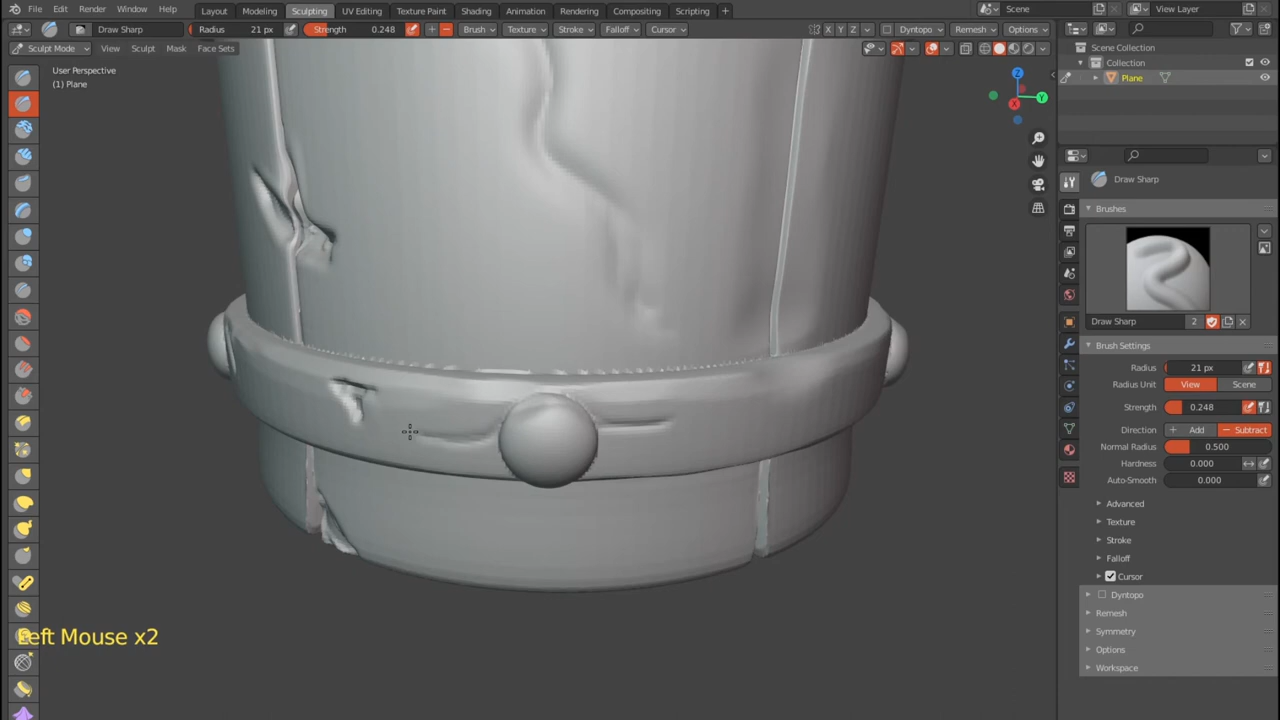 File Edit Render Window Help Layout Modeling Sculpting UV Editing Texture Paint Shading Animation Rendering Compositing Scripting + Scene View Layer
Draw Sharp Radius 21 px Strength 0.248 + − Brush Texture Stroke Falloff Cursor X Y Z Dyntopo Remesh Options
Sculpt Mode View Sculpt Mask Face Sets
Scene Collection
Collection
Plane
User Perspective
(1) Plane
Z
Y
X
Draw Sharp
Brushes
Draw Sharp 2
Brush Settings
Radius 21 px
Radius Unit View Scene
Strength 0.248
Direction + Add − Subtract
Normal Radius 0.500
Hardness 0.000
Auto-Smooth 0.000
Advanced
Texture
Stroke
Falloff
Cursor
Dyntopo
Remesh
Symmetry
Options
Workspace
Left Mouse x2